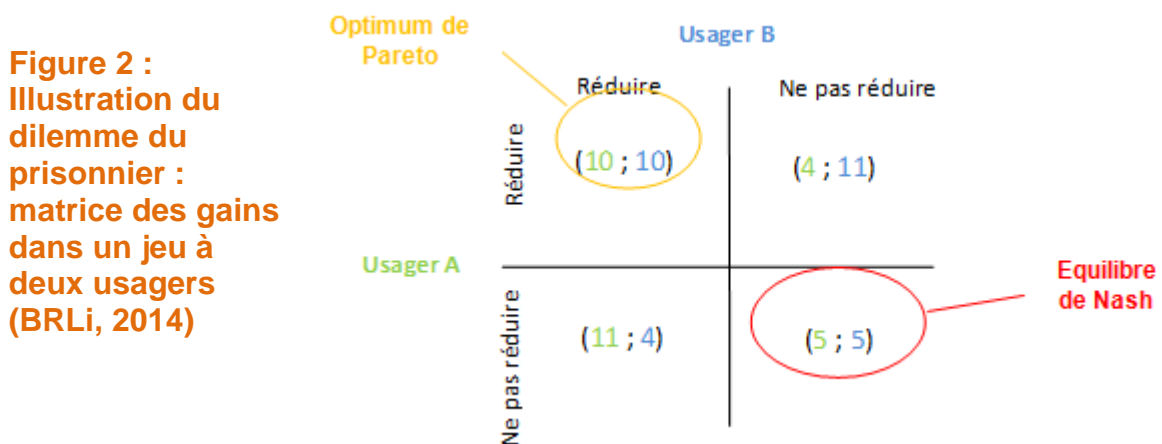 Figure 2 :
Illustration du
dilemme du
prisonnier :
matrice des gains
dans un jeu à
deux usagers
(BRLi, 2014)
Optimum de
Pareto
Usager B
Réduire
Ne pas réduire
Réduire
(10 ; 10)
(4 ; 11)
Usager A
Ne pas réduire
(11 ; 4)
(5 ; 5)
Equilibre
de Nash